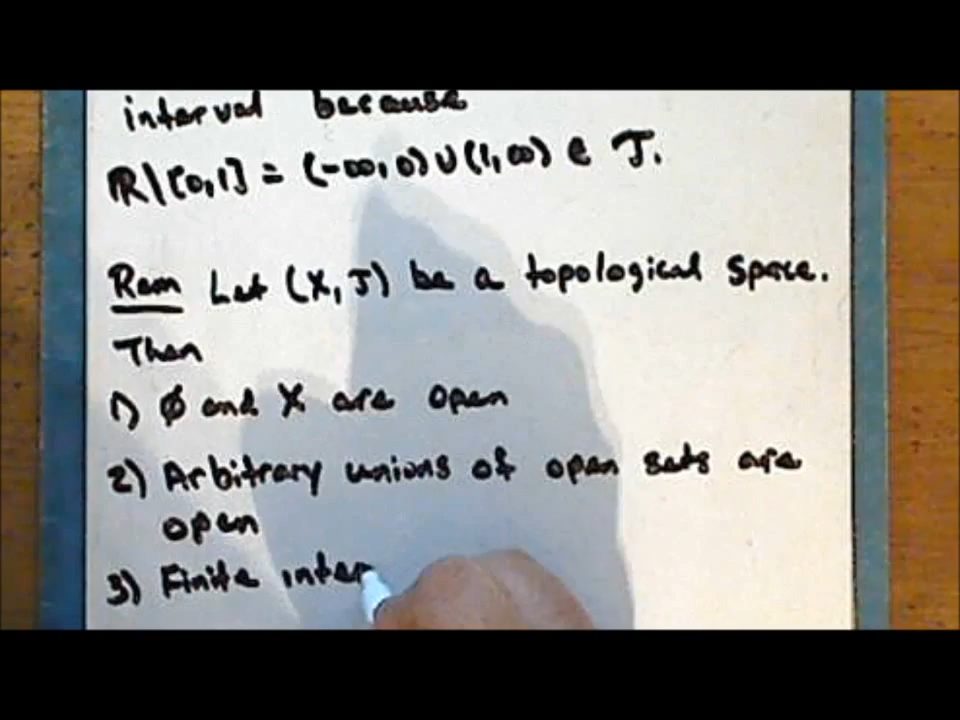 interval because
ℝ\[0,1] = (-∞,0)∪(1,∞) ∈ 𝒯.
Rem Let (X,𝒯) be a topological space.
Then
1) ∅ and X are open
2) Arbitrary unions of open sets are
open
3) Finite inter